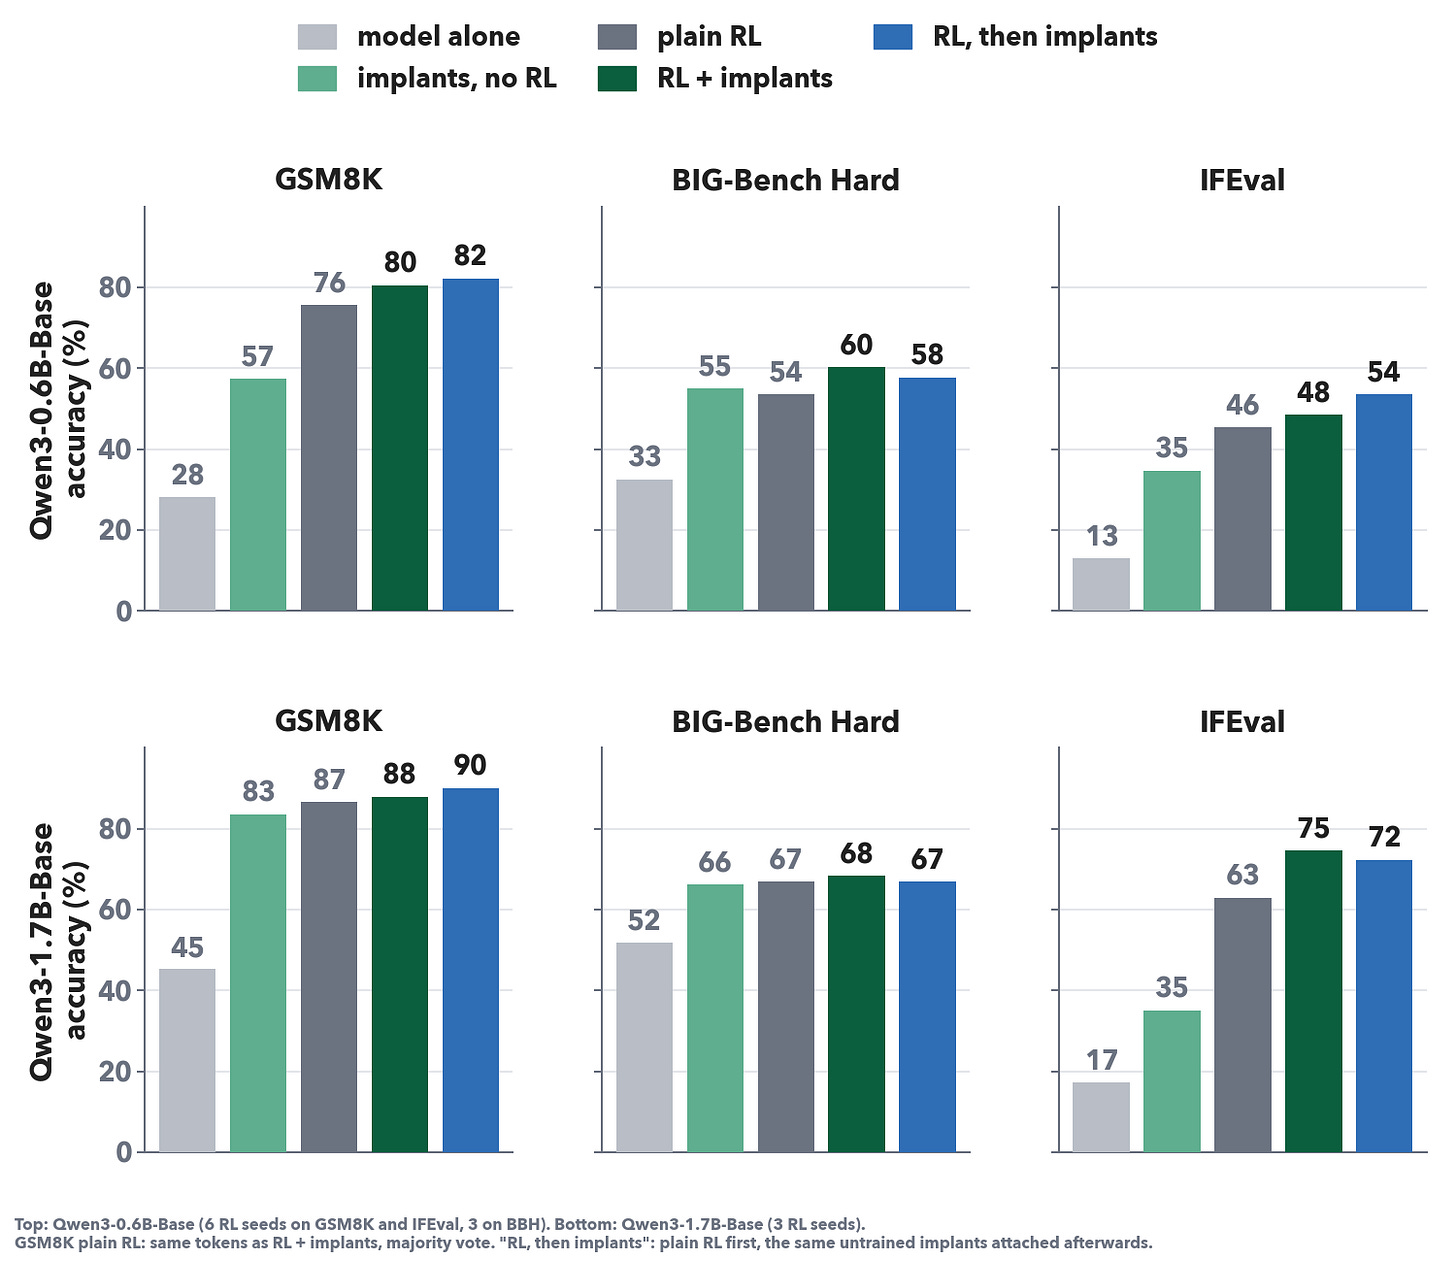 model alone
plain RL
RL, then implants
implants, no RL
RL + implants
GSM8K
BIG-Bench Hard
IFEval
Qwen3-0.6B-Base
accuracy (%)
80
60
40
20
0
28
57
76
80
82
33
55
54
60
58
13
35
46
48
54
GSM8K
BIG-Bench Hard
IFEval
Qwen3-1.7B-Base
accuracy (%)
80
60
40
20
0
45
83
87
88
90
52
66
67
68
67
17
35
63
75
72
Top: Qwen3-0.6B-Base (6 RL seeds on GSM8K and IFEval, 3 on BBH). Bottom: Qwen3-1.7B-Base (3 RL seeds).
GSM8K plain RL: same tokens as RL + implants, majority vote. "RL, then implants": plain RL first, the same untrained implants attached afterwards.